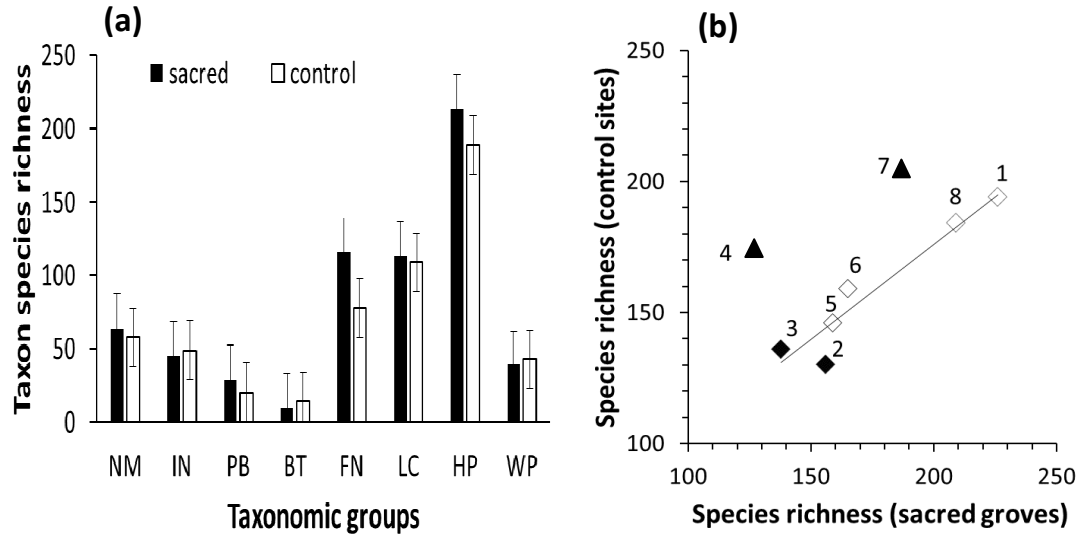 (a)
Taxon species richness
250
200
150
100
50
0
sacred
control
NM IN PB BT FN LC HP WP
Taxonomic groups
(b)
Species richness (control sites)
250
200
150
100
7
1
8
4
6
5
3
2
100 150 200 250
Species richness (sacred groves)